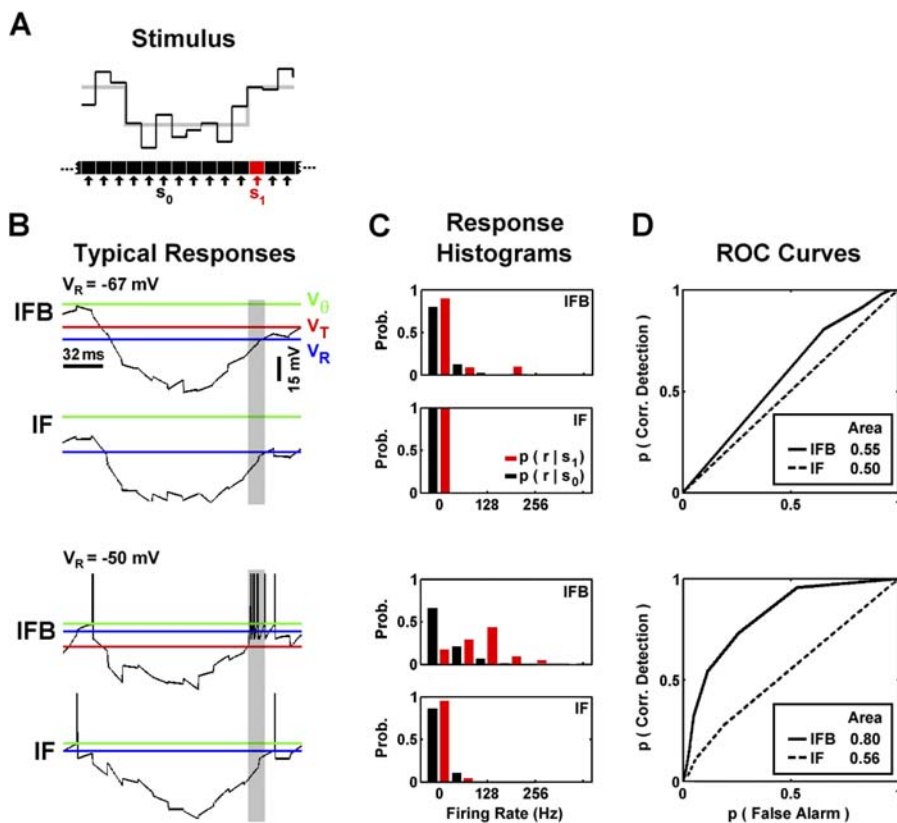 A
Stimulus
s0
s1
B
Typical Responses
VR = -67 mV
IFB
Vθ
VT
VR
32 ms
15 mV
IF
VR = -50 mV
IFB
IF
C
Response
Histograms
1
Prob.
0.5
0
IFB
1
Prob.
0.5
0
IF
p ( r | s1 )
p ( r | s0 )
0 128 256
1
Prob.
0.5
0
IFB
1
Prob.
0.5
0
IF
0 128 256
Firing Rate (Hz)
D
ROC Curves
1
p ( Corr. Detection )
0.5
0
Area
IFB 0.55
IF 0.50
0 0.5 1
1
p ( Corr. Detection )
0.5
0
Area
IFB 0.80
IF 0.56
0 0.5 1
p ( False Alarm )